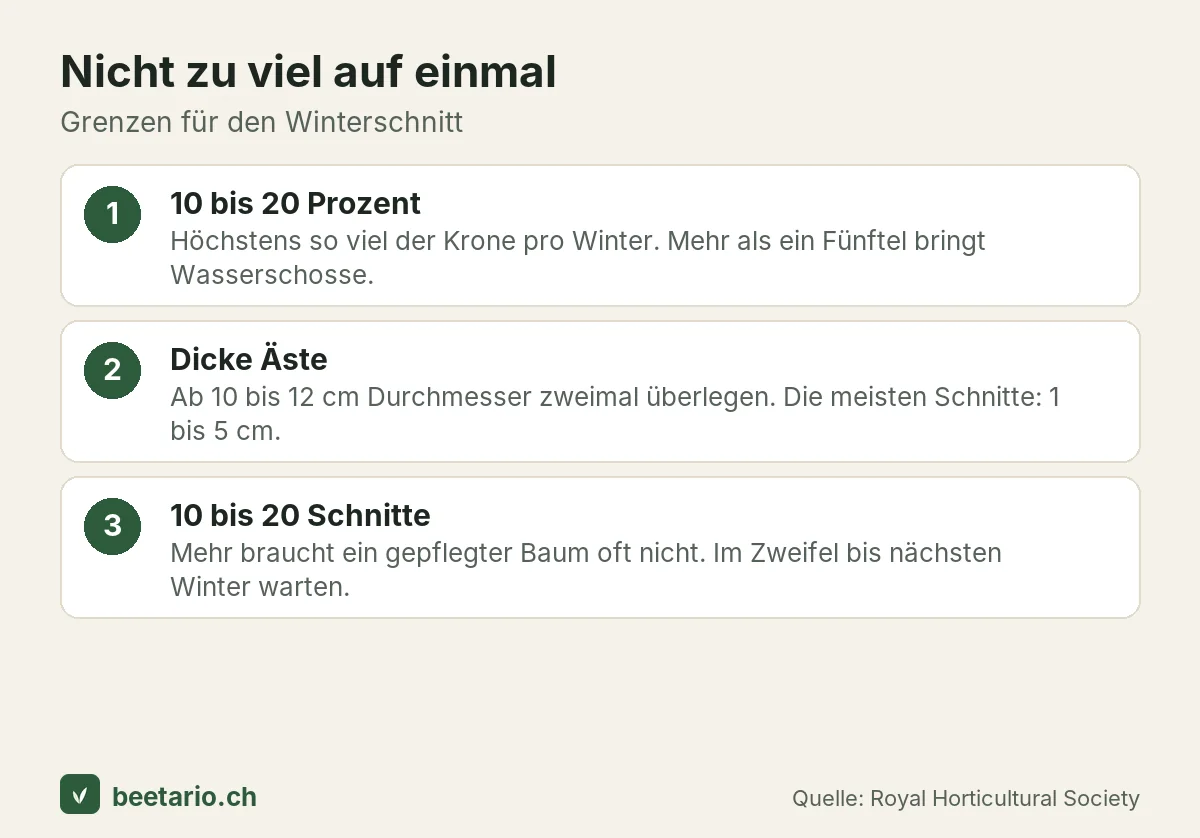 Nicht zu viel auf einmal
Grenzen für den Winterschnitt
1
10 bis 20 Prozent
Höchstens so viel der Krone pro Winter. Mehr als ein Fünftel bringt
Wasserschosse.
2
Dicke Äste
Ab 10 bis 12 cm Durchmesser zweimal überlegen. Die meisten Schnitte: 1
bis 5 cm.
3
10 bis 20 Schnitte
Mehr braucht ein gepflegter Baum oft nicht. Im Zweifel bis nächsten
Winter warten.
beetario.ch
Quelle: Royal Horticultural Society